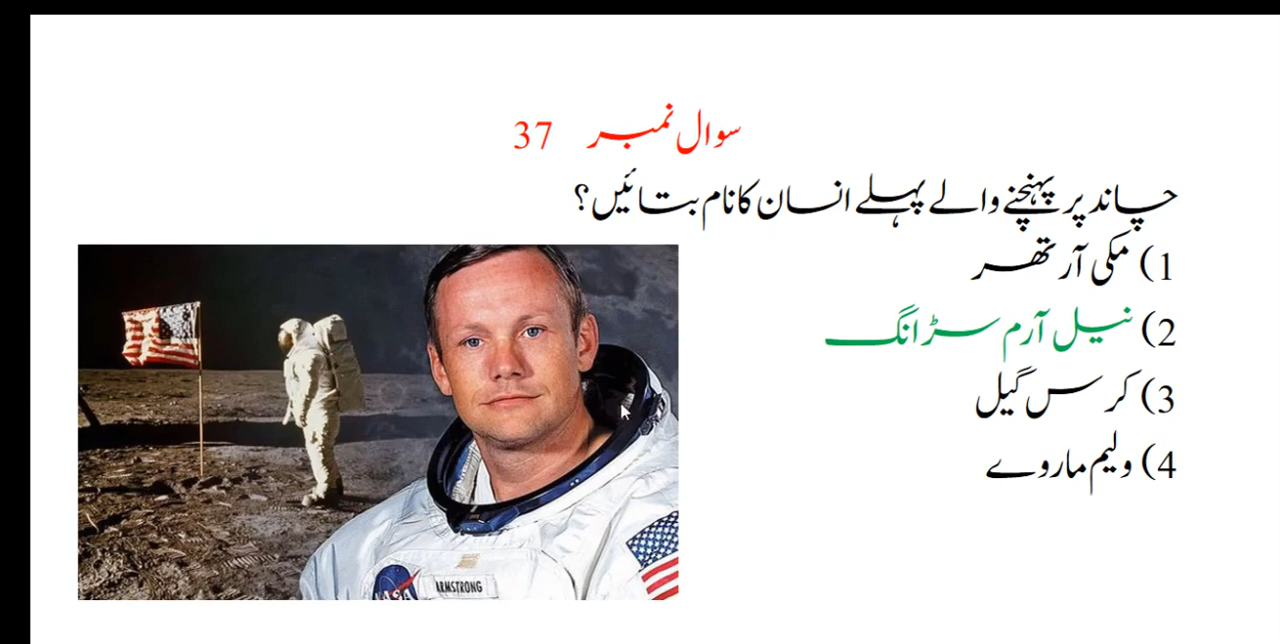 سوال نمبر 37
چاند پر پہنچنے والے پہلے انسان کا نام بتائیں؟
1) مکی آرتھر
2) نیل آرم سڑانگ
3) کرس گیل
4) ولیم ماروے
NASA
ARMSTRONG